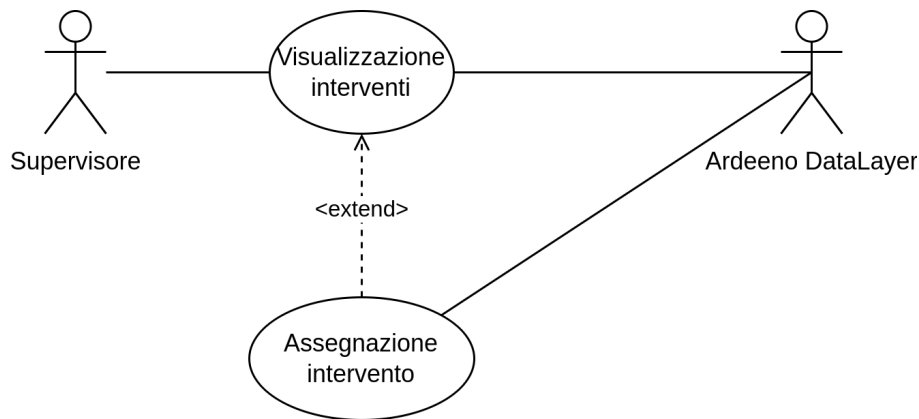 Visualizzazione
interventi
Supervisore
Ardeeno DataLayer
<extend>
Assegnazione
intervento